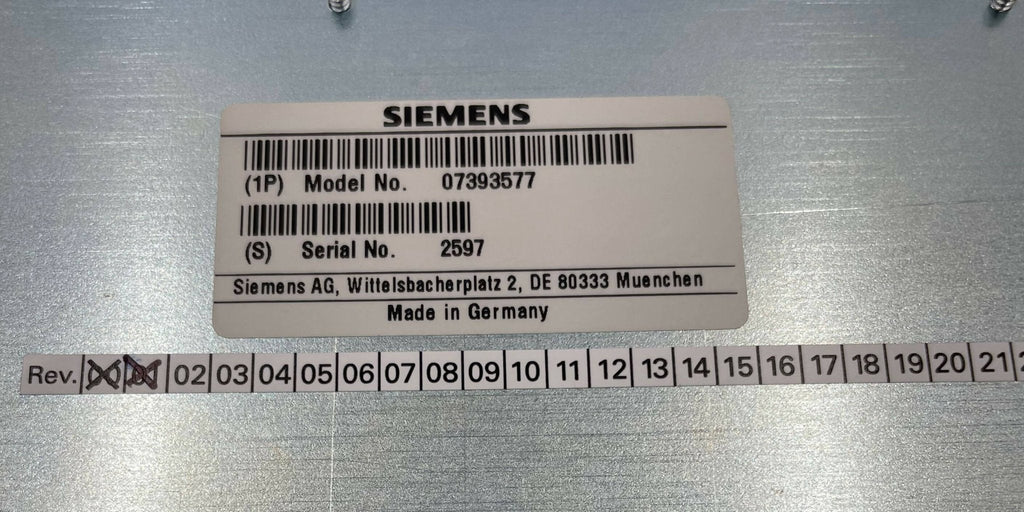 SIEMENS
(1P) Model No. 07393577
(S) Serial No. 2597
Siemens AG, Wittelsbacherplatz 2, DE 80333 Muenchen
Made in Germany
Rev. 02 03 04 05 06 07 08 09 10 11 12 13 14 15 16 17 18 19 20 21